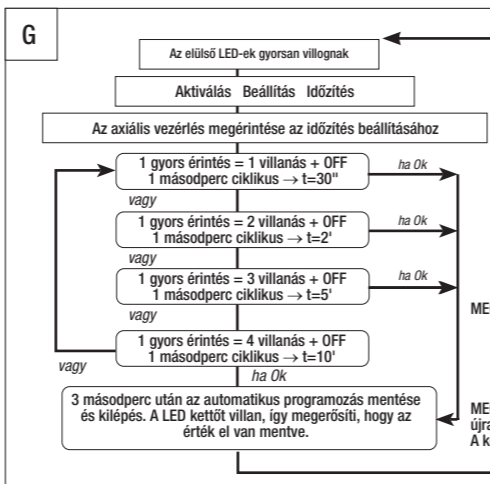 G
Az elülső LED-ek gyorsan villognak
Aktiválás Beállítás Időzítés
Az axiális vezérlés megérintése az időzítés beállításához
1 gyors érintés = 1 villanás + OFF
1 másodperc ciklikus → t=30"
ha Ok
vagy
1 gyors érintés = 2 villanás + OFF
1 másodperc ciklikus → t=2'
ha Ok
vagy
1 gyors érintés = 3 villanás + OFF
1 másodperc ciklikus → t=5'
ha Ok
vagy
1 gyors érintés = 4 villanás + OFF
1 másodperc ciklikus → t=10'
vagy
ha Ok
3 másodperc után az automatikus programozás mentése
és kilépés. A LED kettőt villan, így megerősíti, hogy az
érték el van mentve.
A